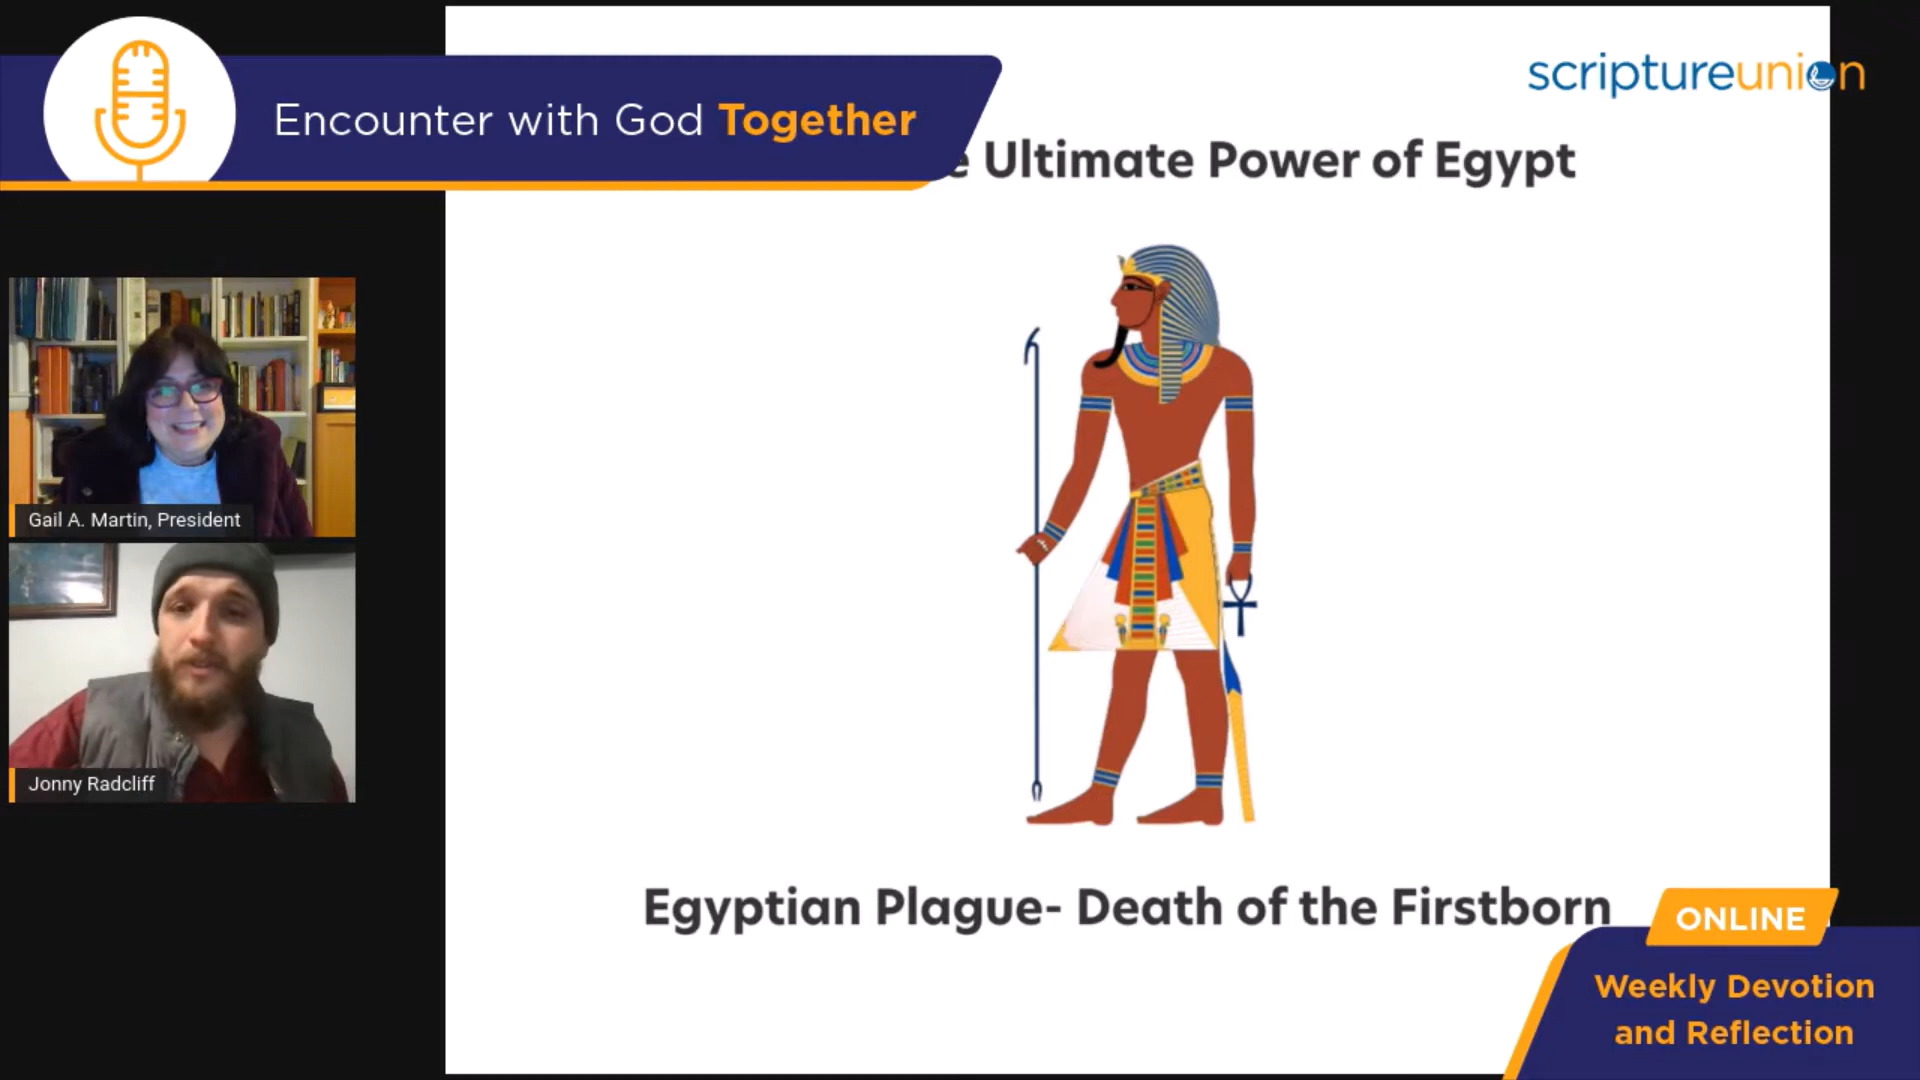 Encounter with God Together
scriptureunion
Ultimate Power of Egypt
Gail A. Martin, President
Jonny Radcliff
Egyptian Plague- Death of the Firstborn
ONLINE
Weekly Devotion
and Reflection